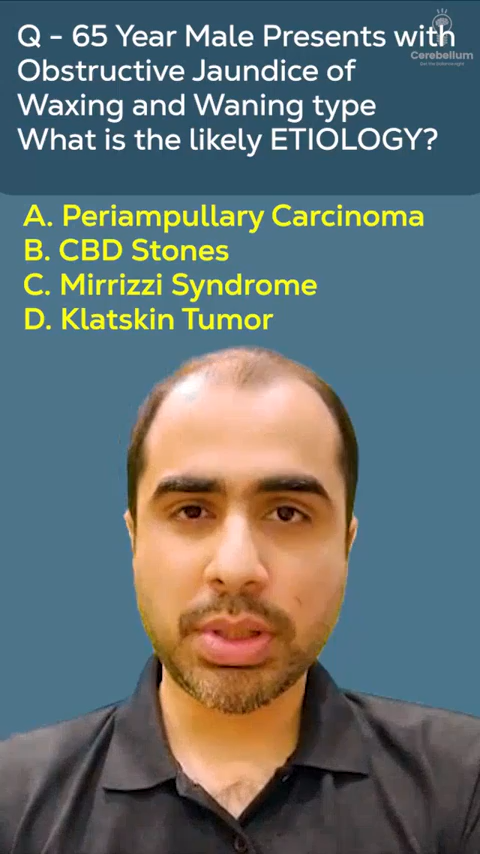 Q - 65 Year Male Presents with
Obstructive Jaundice of
Waxing and Waning type
What is the likely ETIOLOGY?
Cerebellum
A. Periampullary Carcinoma
B. CBD Stones
C. Mirrizzi Syndrome
D. Klatskin Tumor